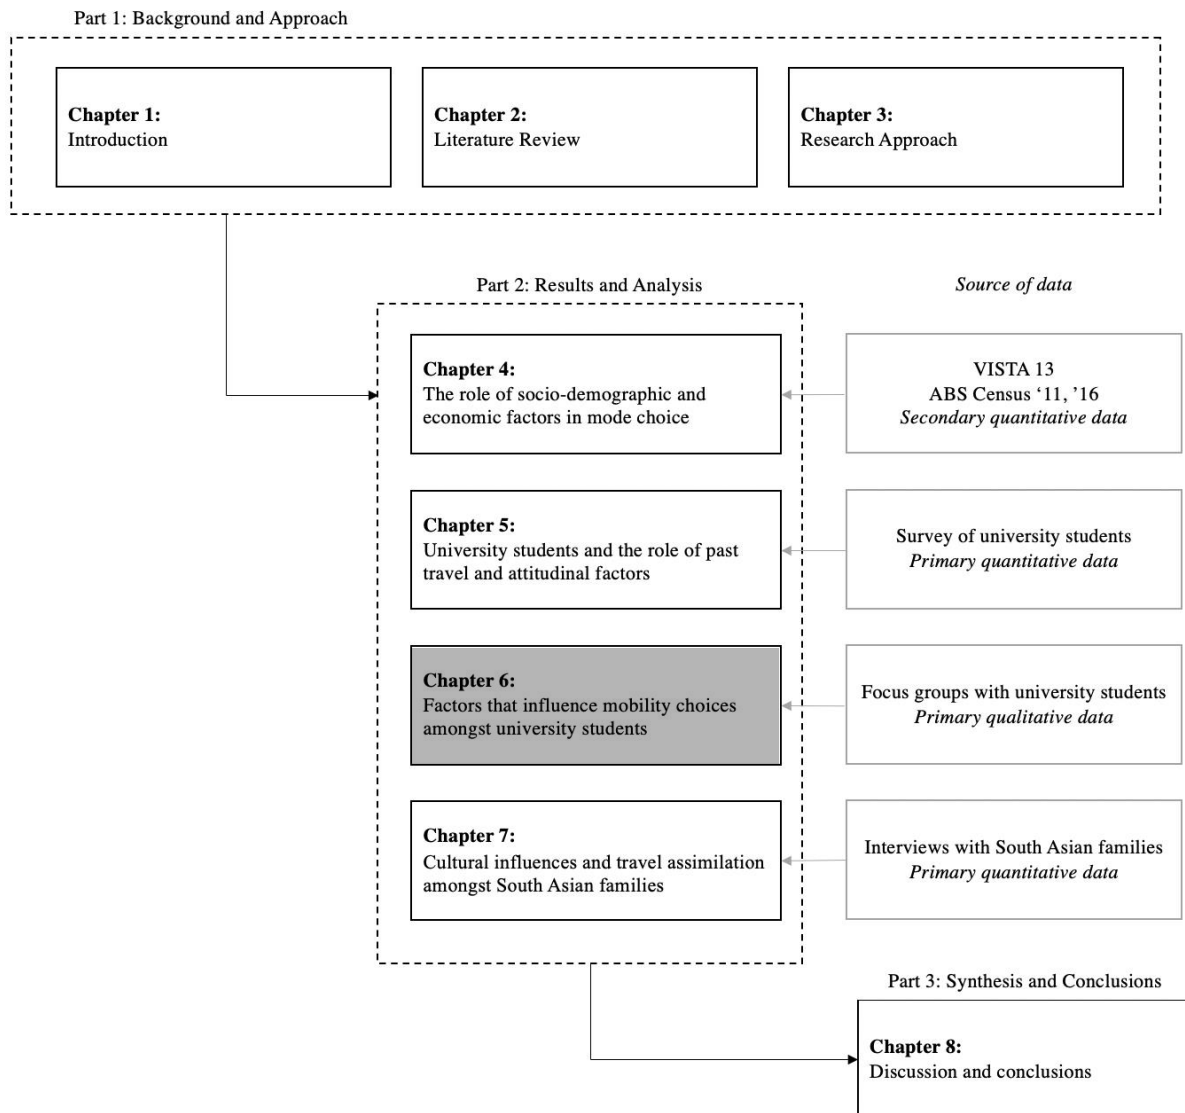 Part 1: Background and Approach
Chapter 1:
Introduction
Chapter 2:
Literature Review
Chapter 3:
Research Approach
Part 2: Results and Analysis
Source of data
Chapter 4:
The role of socio-demographic and
economic factors in mode choice
VISTA 13
ABS Census ‘11, ’16
Secondary quantitative data
Chapter 5:
University students and the role of past
travel and attitudinal factors
Survey of university students
Primary quantitative data
Chapter 6:
Factors that influence mobility choices
amongst university students
Focus groups with university students
Primary qualitative data
Chapter 7:
Cultural influences and travel assimilation
amongst South Asian families
Interviews with South Asian families
Primary quantitative data
Part 3: Synthesis and Conclusions
Chapter 8:
Discussion and conclusions